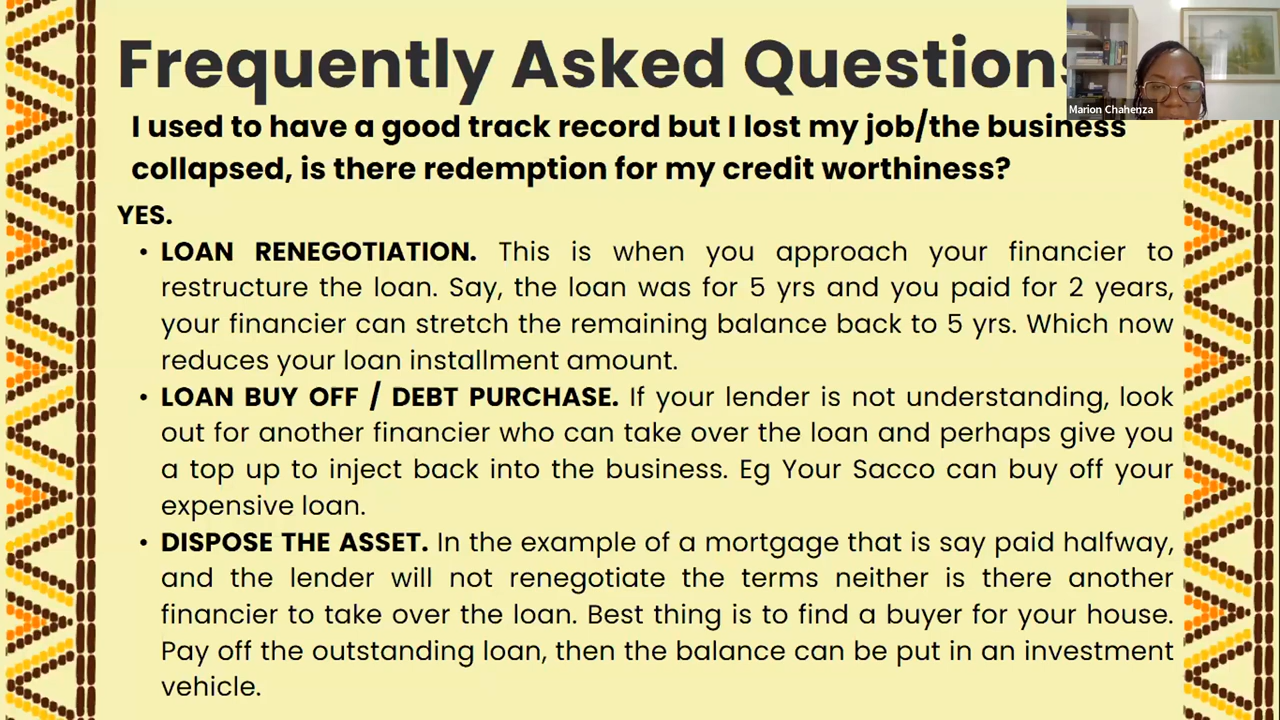 Frequently Asked Questions
Marion Chahenza
I used to have a good track record but I lost my job/the business
collapsed, is there redemption for my credit worthiness?
YES.
• LOAN RENEGOTIATION. This is when you approach your financier to
restructure the loan. Say, the loan was for 5 yrs and you paid for 2 years,
your financier can stretch the remaining balance back to 5 yrs. Which now
reduces your loan installment amount.
• LOAN BUY OFF / DEBT PURCHASE. If your lender is not understanding, look
out for another financier who can take over the loan and perhaps give you
a top up to inject back into the business. Eg Your Sacco can buy off your
expensive loan.
• DISPOSE THE ASSET. In the example of a mortgage that is say paid halfway,
and the lender will not renegotiate the terms neither is there another
financier to take over the loan. Best thing is to find a buyer for your house.
Pay off the outstanding loan, then the balance can be put in an investment
vehicle.